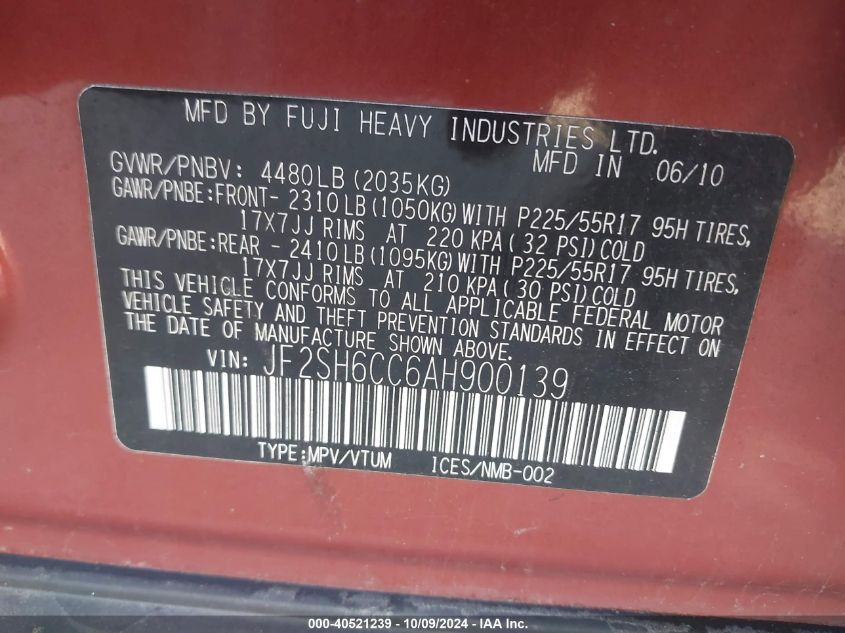 MFD BY FUJI HEAVY INDUSTRIES LTD.
MFD IN 06/10
GVWR/PNBV: 4480LB(2035KG)
GAWR/PNBE:FRONT- 2310LB(1050KG)WITH P225/55R17 95H TIRES,
17X7JJ RIMS AT 220 KPA(32 PSI)COLD
GAWR/PNBE:REAR - 2410LB(1095KG)WITH P225/55R17 95H TIRES,
17X7JJ RIMS AT 210 KPA(30 PSI)COLD
THIS VEHICLE CONFORMS TO ALL APPLICABLE FEDERAL MOTOR
VEHICLE SAFETY AND THEFT PREVENTION STANDARDS IN EFFECT ON
THE DATE OF MANUFACTURE SHOWN ABOVE.
VIN: JF2SH6CC6AH900139
TYPE:MPV/VTUM ICES/NMB-002
000-40521239 - 10/09/2024 - IAA, Inc.